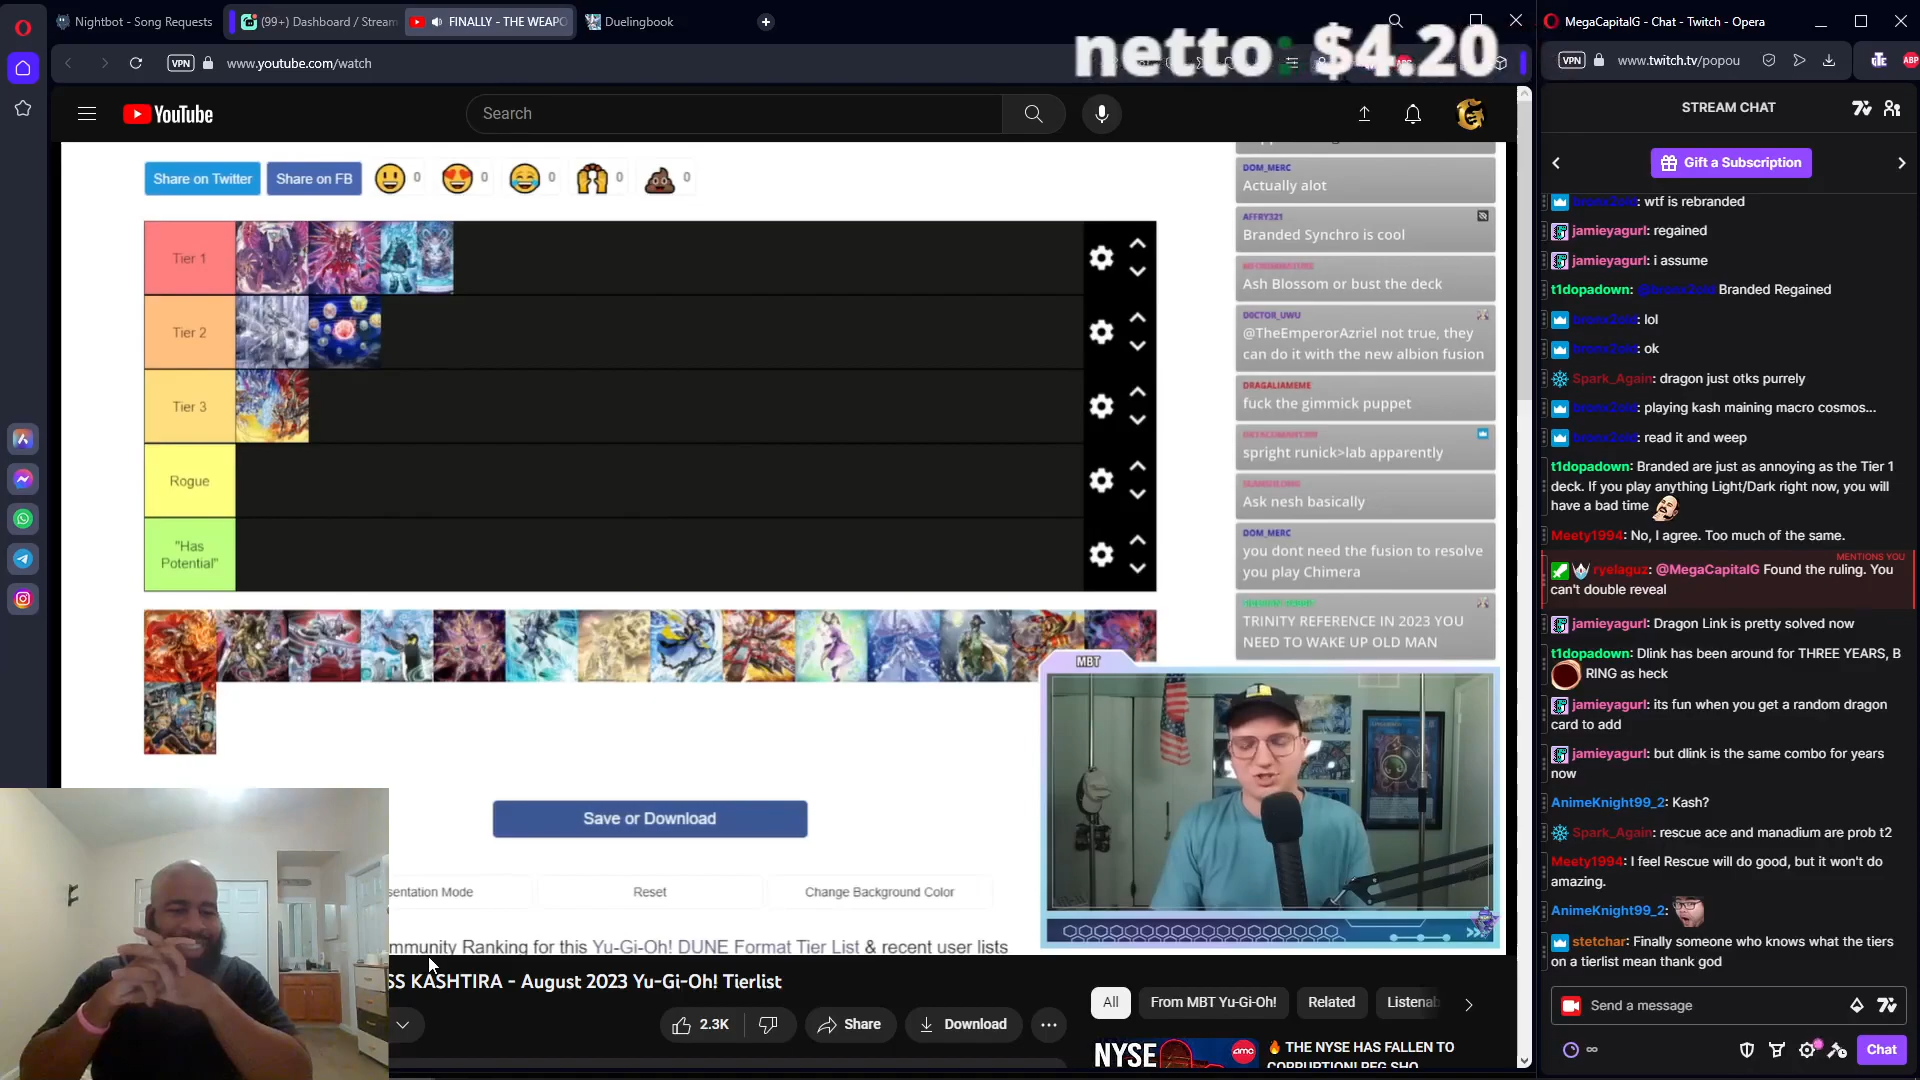 Nightbot - Song Requests
(99+) Dashboard / Stream
FINALLY - THE WEAPO
Duelingbook
netto: $4.20
MegaCapitalG - Chat - Twitch - Opera
VPN
www.youtube.com/watch
VPN
www.twitch.tv/popou
ABP
YouTube
Search
STREAM CHAT
Gift a Subscription
Share on Twitter
Share on FB
0
0
0
0
0
Tier 1
Tier 2
Tier 3
Rogue
"Has
Potential"
DOM_MERC
Actually alot
AFFRY321
Branded Synchro is cool
Ash Blossom or bust the deck
D0CTOR_UWU
@TheEmperorAzriel not true, they
can do it with the new albion fusion
DRAGALIAMEME
fuck the gimmick puppet
spright runick>lab apparently
Ask nesh basically
DOM_MERC
you dont need the fusion to resolve
you play Chimera
TRINITY REFERENCE IN 2023 YOU
NEED TO WAKE UP OLD MAN
MBT
Save or Download
sentation Mode
Reset
Change Background Color
mmunity Ranking for this Yu-Gi-Oh! DUNE Format Tier List & recent user lists
SS KASHTIRA - August 2023 Yu-Gi-Oh! Tierlist
2.3K
Share
Download
All
From MBT Yu-Gi-Oh!
Related
Listenab
NYSE
amc
THE NYSE HAS FALLEN TO
CORRUPTION! REG SHO
bronx2old: wtf is rebranded
jamieyagurl: regained
jamieyagurl: i assume
t1dopadown: @bronx2old Branded Regained
bronx2old: lol
bronx2old: ok
Spark_Again: dragon just otks purrely
bronx2old: playing kash maining macro cosmos...
bronx2old: read it and weep
t1dopadown: Branded are just as annoying as the Tier 1
deck. If you play anything Light/Dark right now, you will
have a bad time
Meety1994: No, I agree. Too much of the same.
MENTIONS YOU
ryelaguz: @MegaCapitalG Found the ruling. You
can't double reveal
jamieyagurl: Dragon Link is pretty solved now
t1dopadown: Dlink has been around for THREE YEARS, B
RING as heck
jamieyagurl: its fun when you get a random dragon
card to add
jamieyagurl: but dlink is the same combo for years
now
AnimeKnight99_2: Kash?
Spark_Again: rescue ace and manadium are prob t2
Meety1994: I feel Rescue will do good, but it won't do
amazing.
AnimeKnight99_2:
stetchar: Finally someone who knows what the tiers
on a tierlist mean thank god
Send a message
Chat